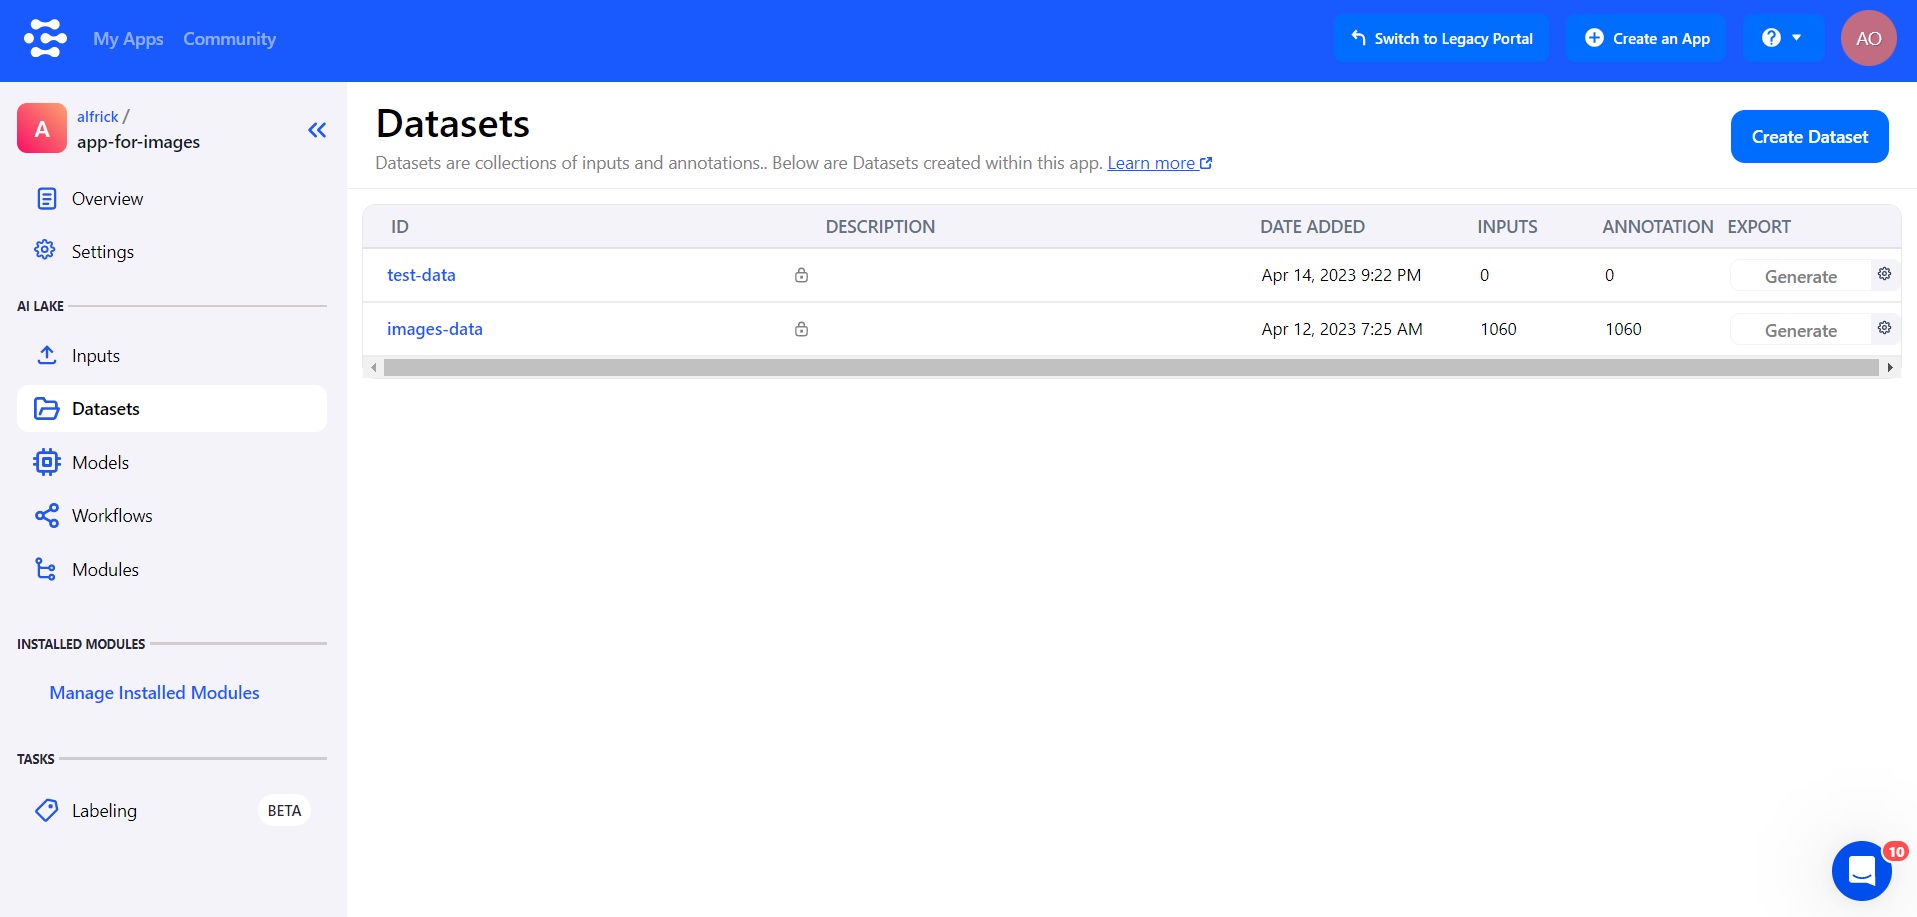 My Apps Community Switch to Legacy Portal Create an App AO
A alfrick /
app-for-images
Overview
Settings
AI LAKE
Inputs
Datasets
Models
Workflows
Modules
INSTALLED MODULES
Manage Installed Modules
TASKS
Labeling BETA
Datasets
Datasets are collections of inputs and annotations.. Below are Datasets created within this app. Learn more
Create Dataset
ID DESCRIPTION DATE ADDED INPUTS ANNOTATION EXPORT
test-data Apr 14, 2023 9:22 PM 0 0 Generate
images-data Apr 12, 2023 7:25 AM 1060 1060 Generate
10